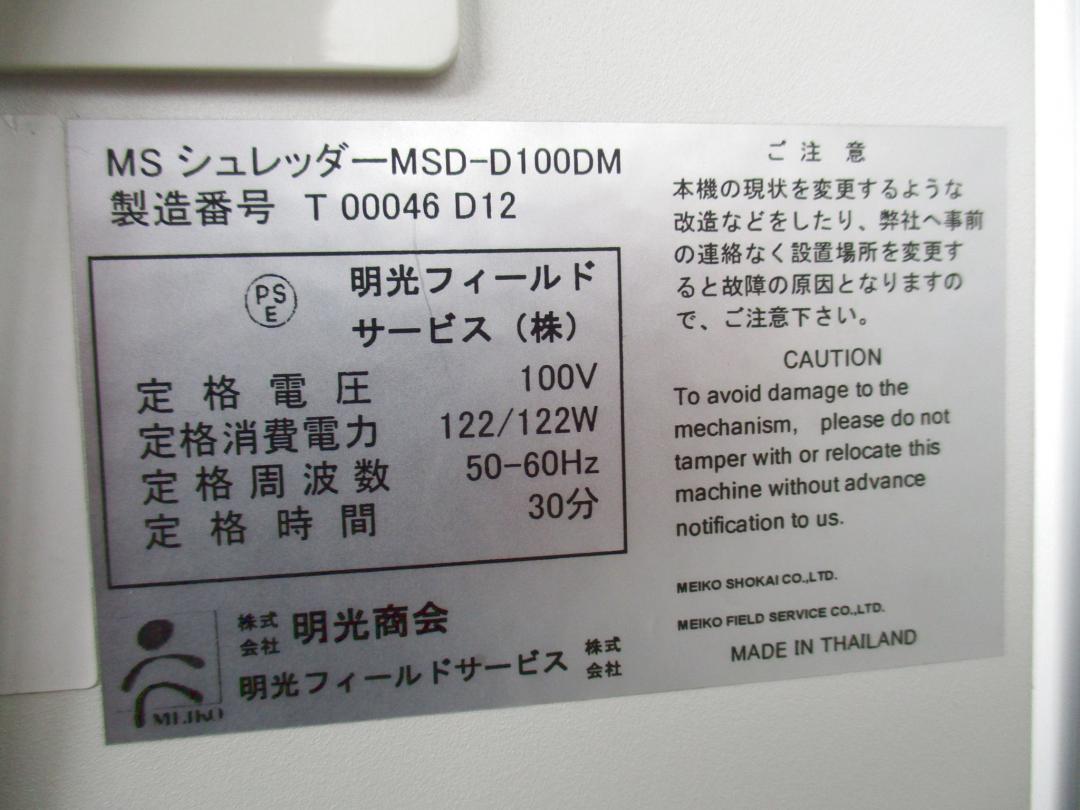 MS シュレッダーMSD-D100DM
製造番号 T 00046 D12
PSE
明光フィールド
サービス（株）
定格電圧 100V
定格消費電力 122/122W
定格周波数 50-60Hz
定格時間 30分
株式会社 明光商会
明光フィールドサービス 株式会社
MEIKO
ご注意
本機の現状を変更するような
改造などをしたり、弊社へ事前
の連絡なく設置場所を変更す
ると故障の原因となりますの
で、ご注意下さい。
CAUTION
To avoid damage to the
mechanism, please do not
tamper with or relocate this
machine without advance
notification to us.
MEIKO SHOKAI CO.,LTD.
MEIKO FIELD SERVICE CO.,LTD.
MADE IN THAILAND